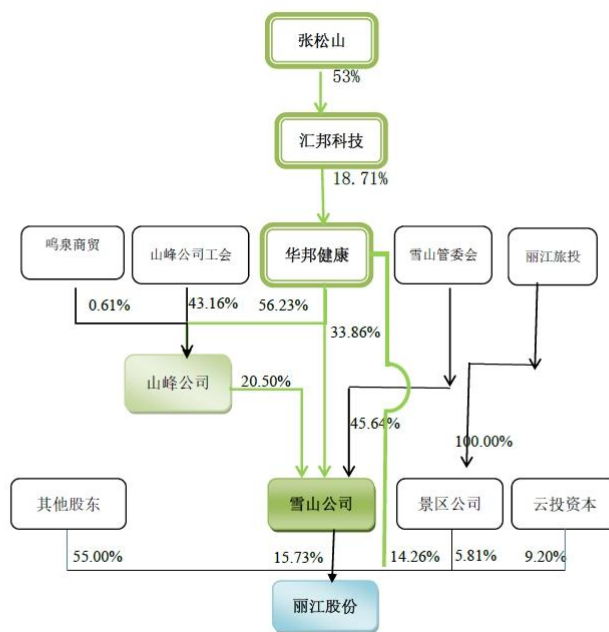 张松山
53%
汇邦科技
18.71%
鸣泉商贸
山峰公司工会
华邦健康
雪山管委会
丽江旅投
0.61%
43.16%
56.23%
33.86%
山峰公司
20.50%
45.64%
100.00%
其他股东
雪山公司
景区公司
云投资本
55.00%
15.73%
14.26%
5.81%
9.20%
丽江股份